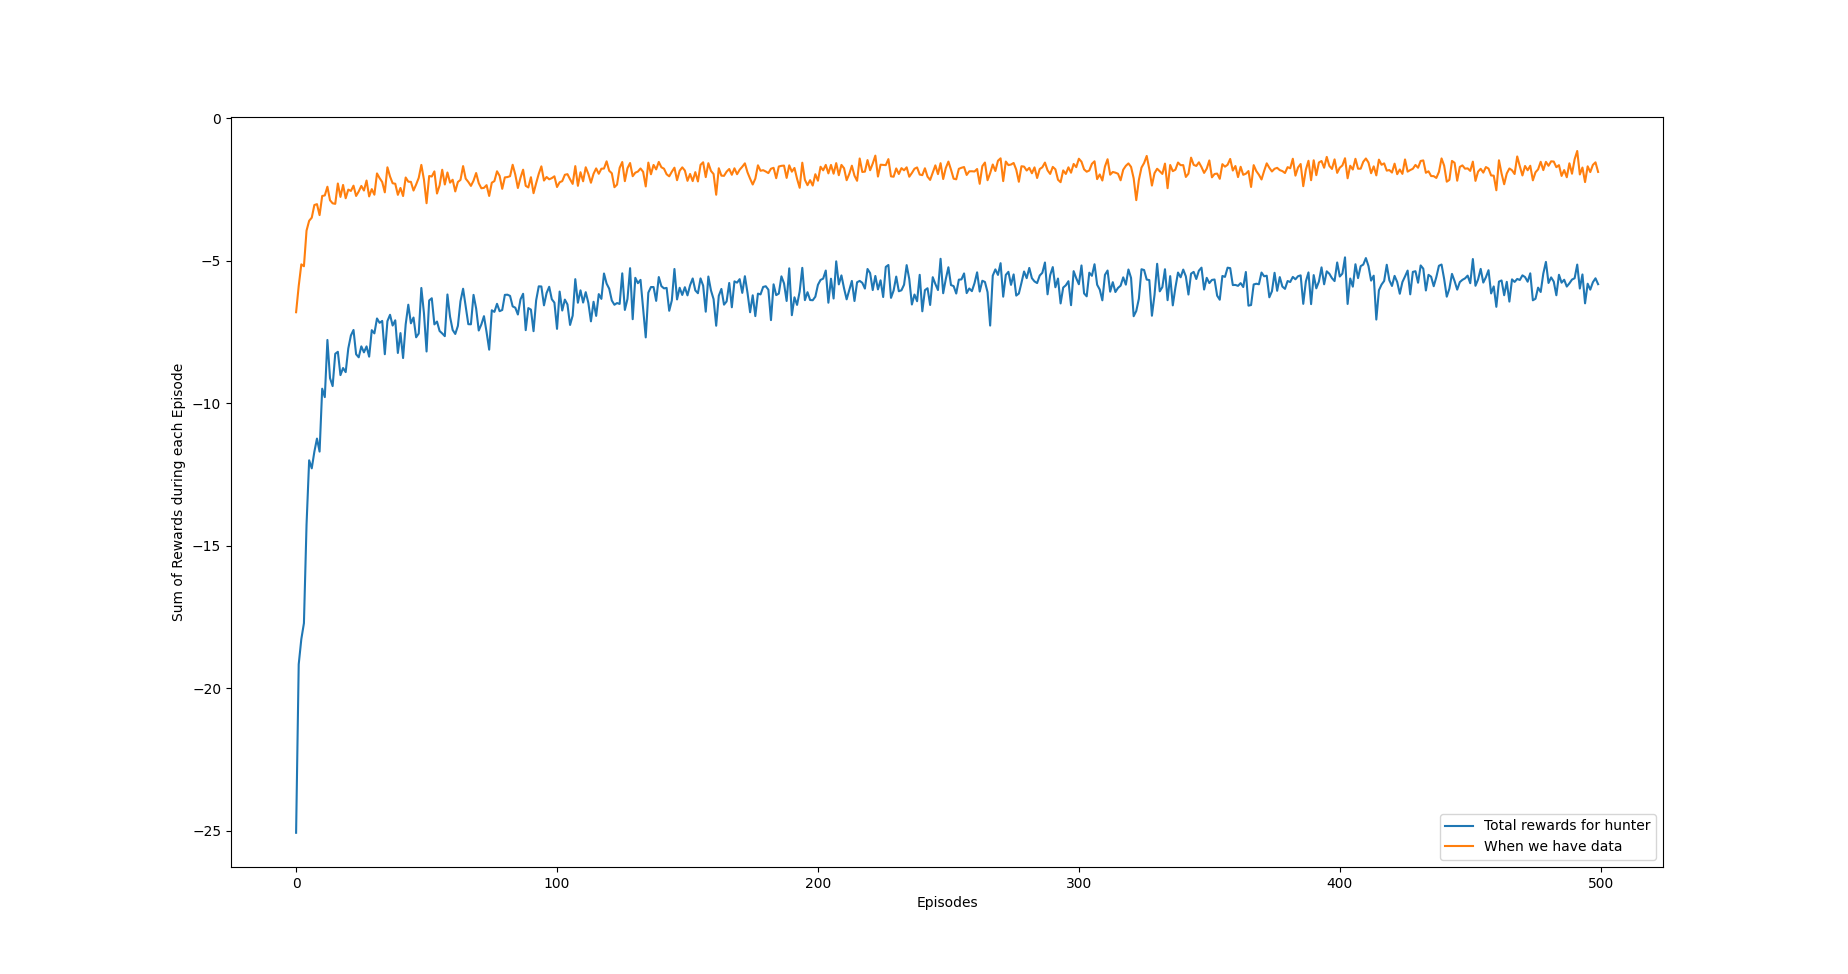 0
−5
−10
−15
−20
−25
Sum of Rewards during each Episode
0 100 200 300 400 500
Episodes
Total rewards for hunter
When we have data